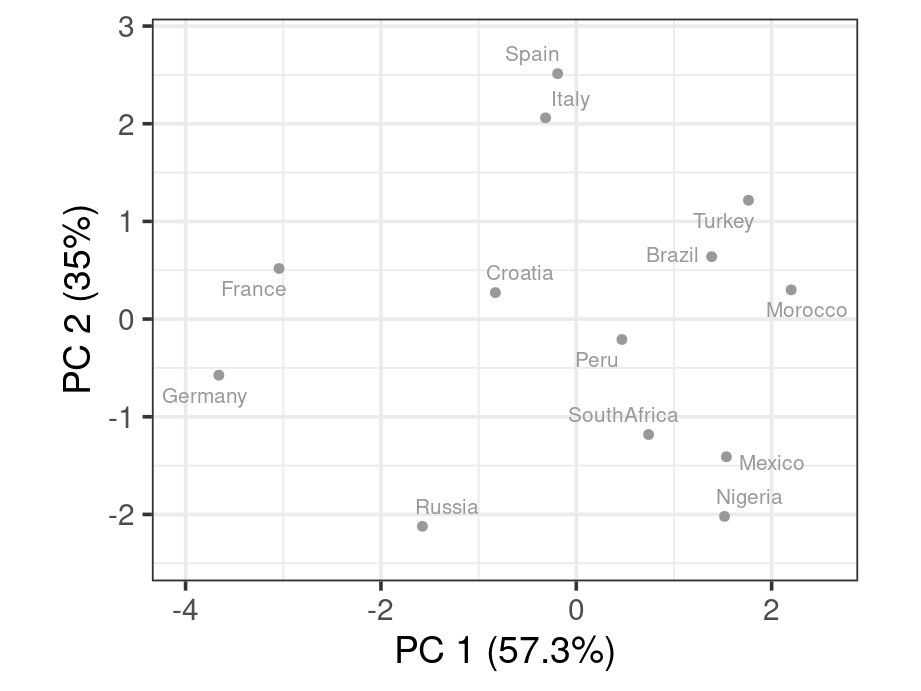 3
2
1
0
-1
-2
PC 2 (35%)
Spain
Italy
Turkey
Brazil
France
Croatia
Morocco
Peru
Germany
SouthAfrica
Mexico
Nigeria
Russia
-4
-2
0
2
PC 1 (57.3%)